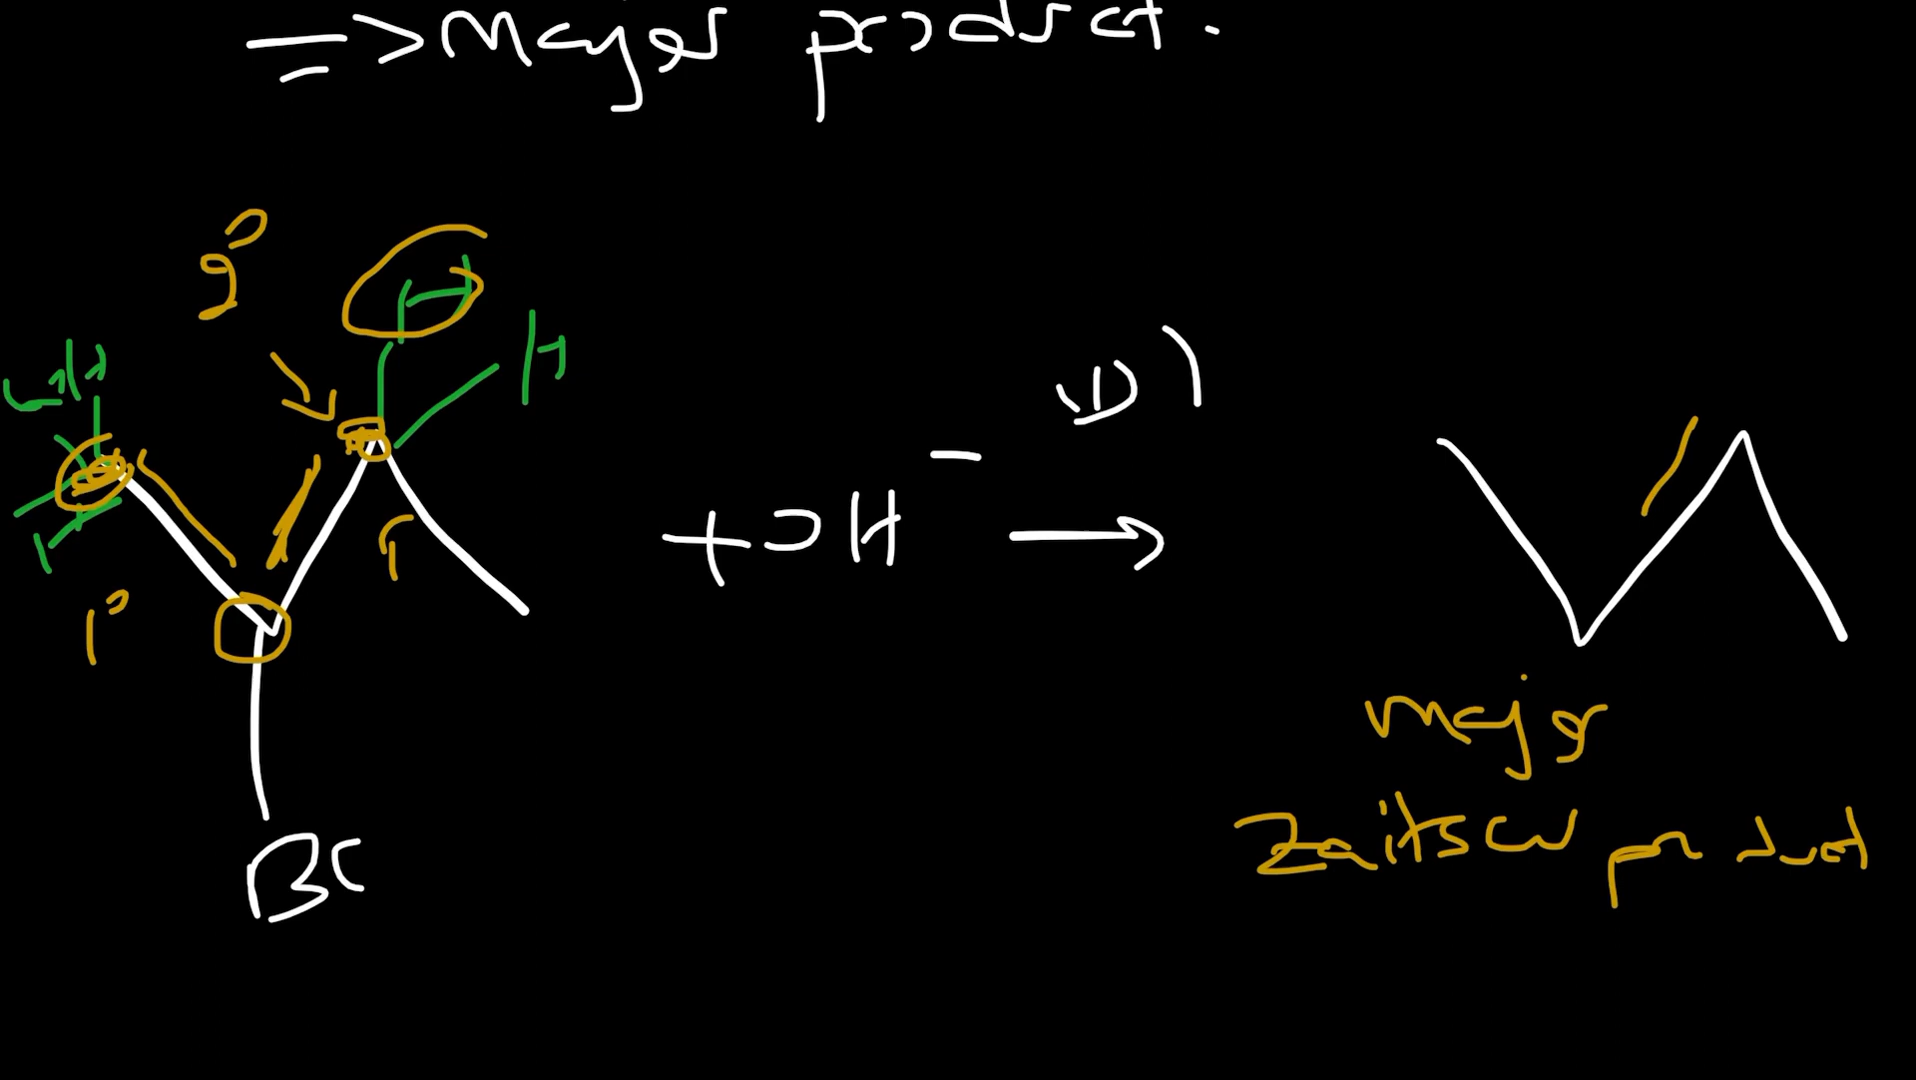 => Major product.
2°
H
H
1°
+ OH -
Br
major
Zaitsev product